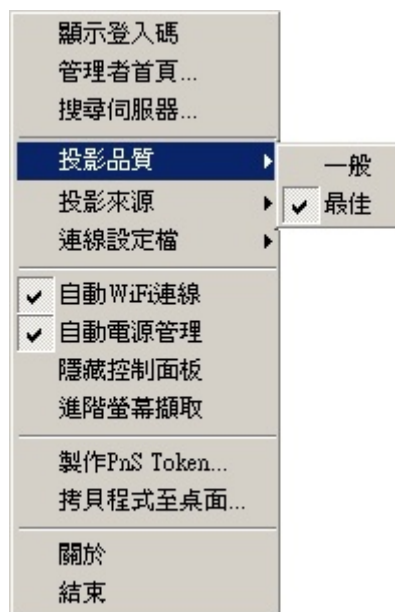 顯示登入碼
管理者首頁...
搜尋伺服器...
投影品質
一般
最佳
投影來源
連線設定檔
自動WiFi連線
自動電源管理
隱藏控制面板
進階螢幕擷取
製作PnS Token...
拷貝程式至桌面...
關於
結束